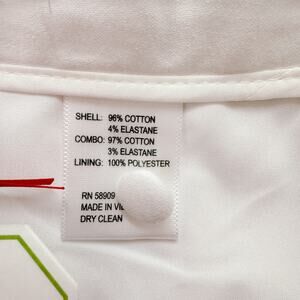 SHELL: 96% COTTON
4% ELASTANE
COMBO: 97% COTTON
3% ELASTANE
LINING: 100% POLYESTER
RN 58909
MADE IN
DRY CLEAN